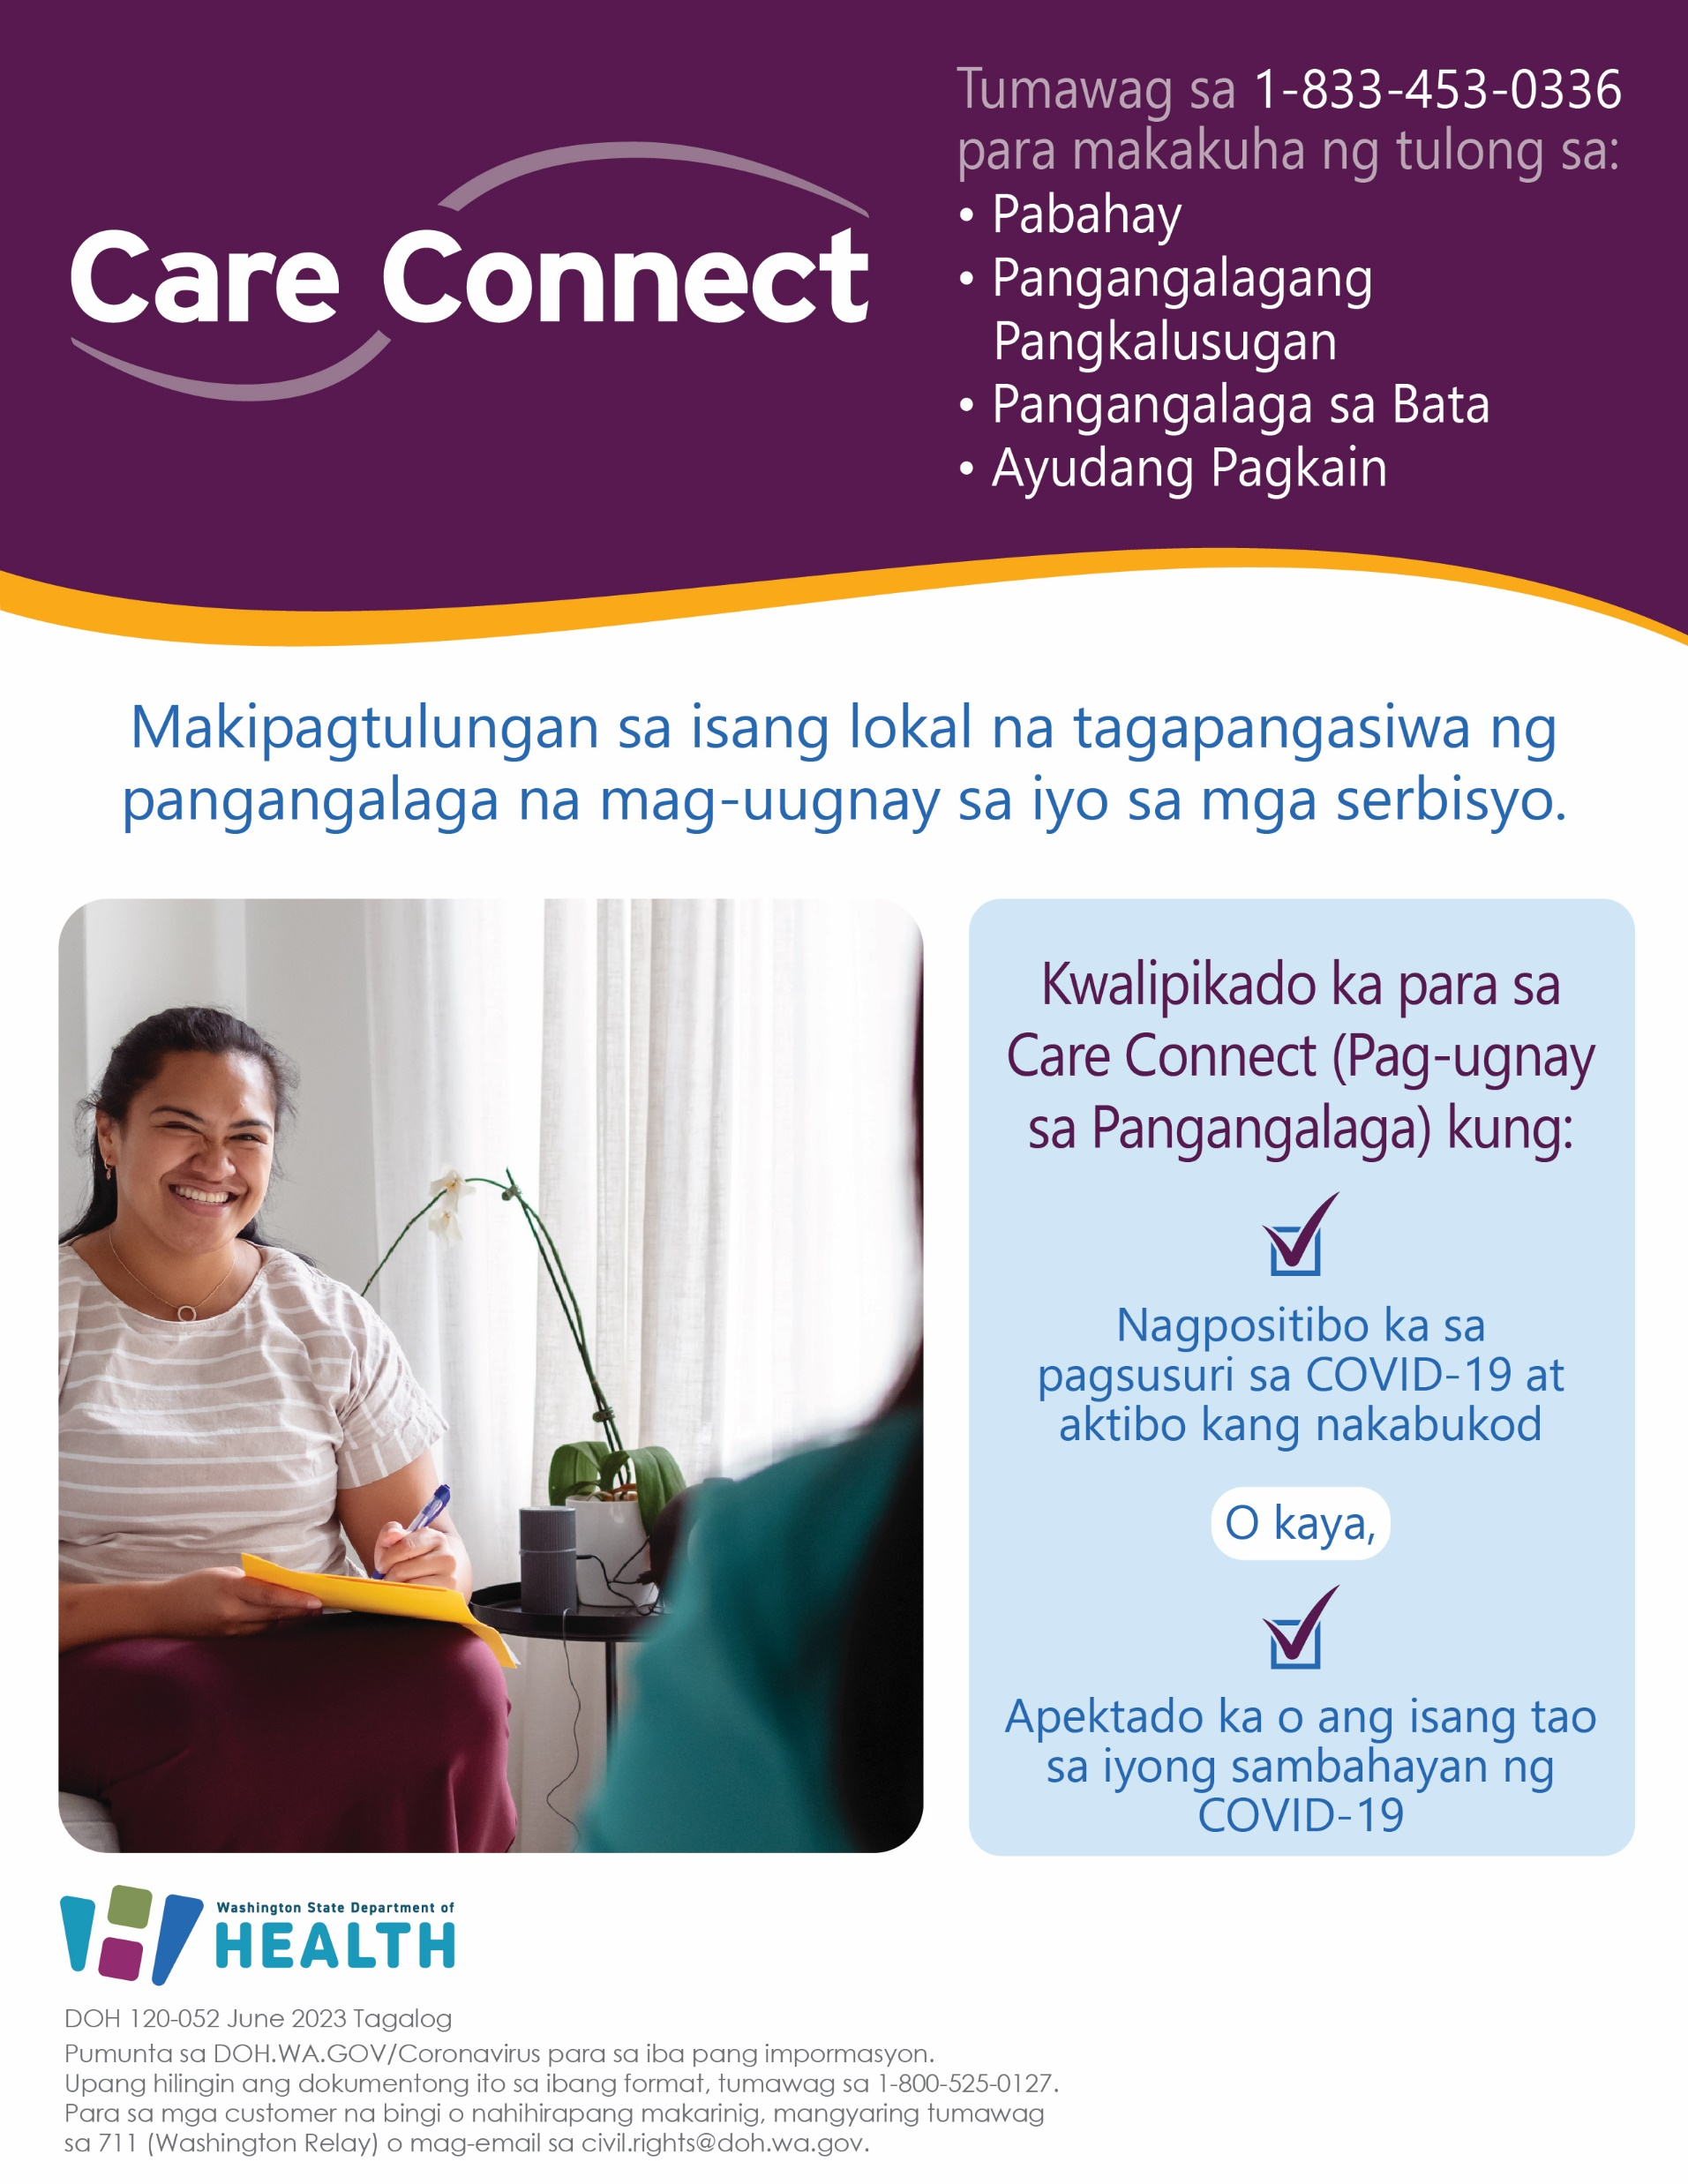 Care Connect
Tumawag sa 1-833-453-0336
para makakuha ng tulong sa:
• Pabahay
• Pangangalagang
Pangkalusugan
• Pangangalaga sa Bata
• Ayudang Pagkain
Makipagtulungan sa isang lokal na tagapangasiwa ng
pangangalaga na mag-uugnay sa iyo sa mga serbisyo.
Kwalipikado ka para sa
Care Connect (Pag-ugnay
sa Pangangalaga) kung:
Nagpositibo ka sa
pagsusuri sa COVID-19 at
aktibo kang nakabukod
O kaya,
Apektado ka o ang isang tao
sa iyong sambahayan ng
COVID-19
Washington State Department of
HEALTH
DOH 120-052 June 2023 Tagalog
Pumunta sa DOH.WA.GOV/Coronavirus para sa iba pang impormasyon.
Upang hilingin ang dokumentong ito sa ibang format, tumawag sa 1-800-525-0127.
Para sa mga customer na bingi o nahihirapang makarinig, mangyaring tumawag
sa 711 (Washington Relay) o mag-email sa civil.rights@doh.wa.gov.